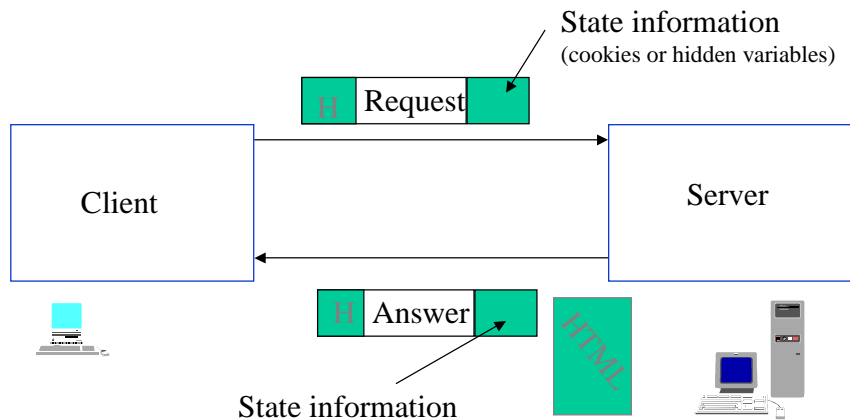 State information
(cookies or hidden variables)
H Request
Client
Server
H Answer
HTML
State information